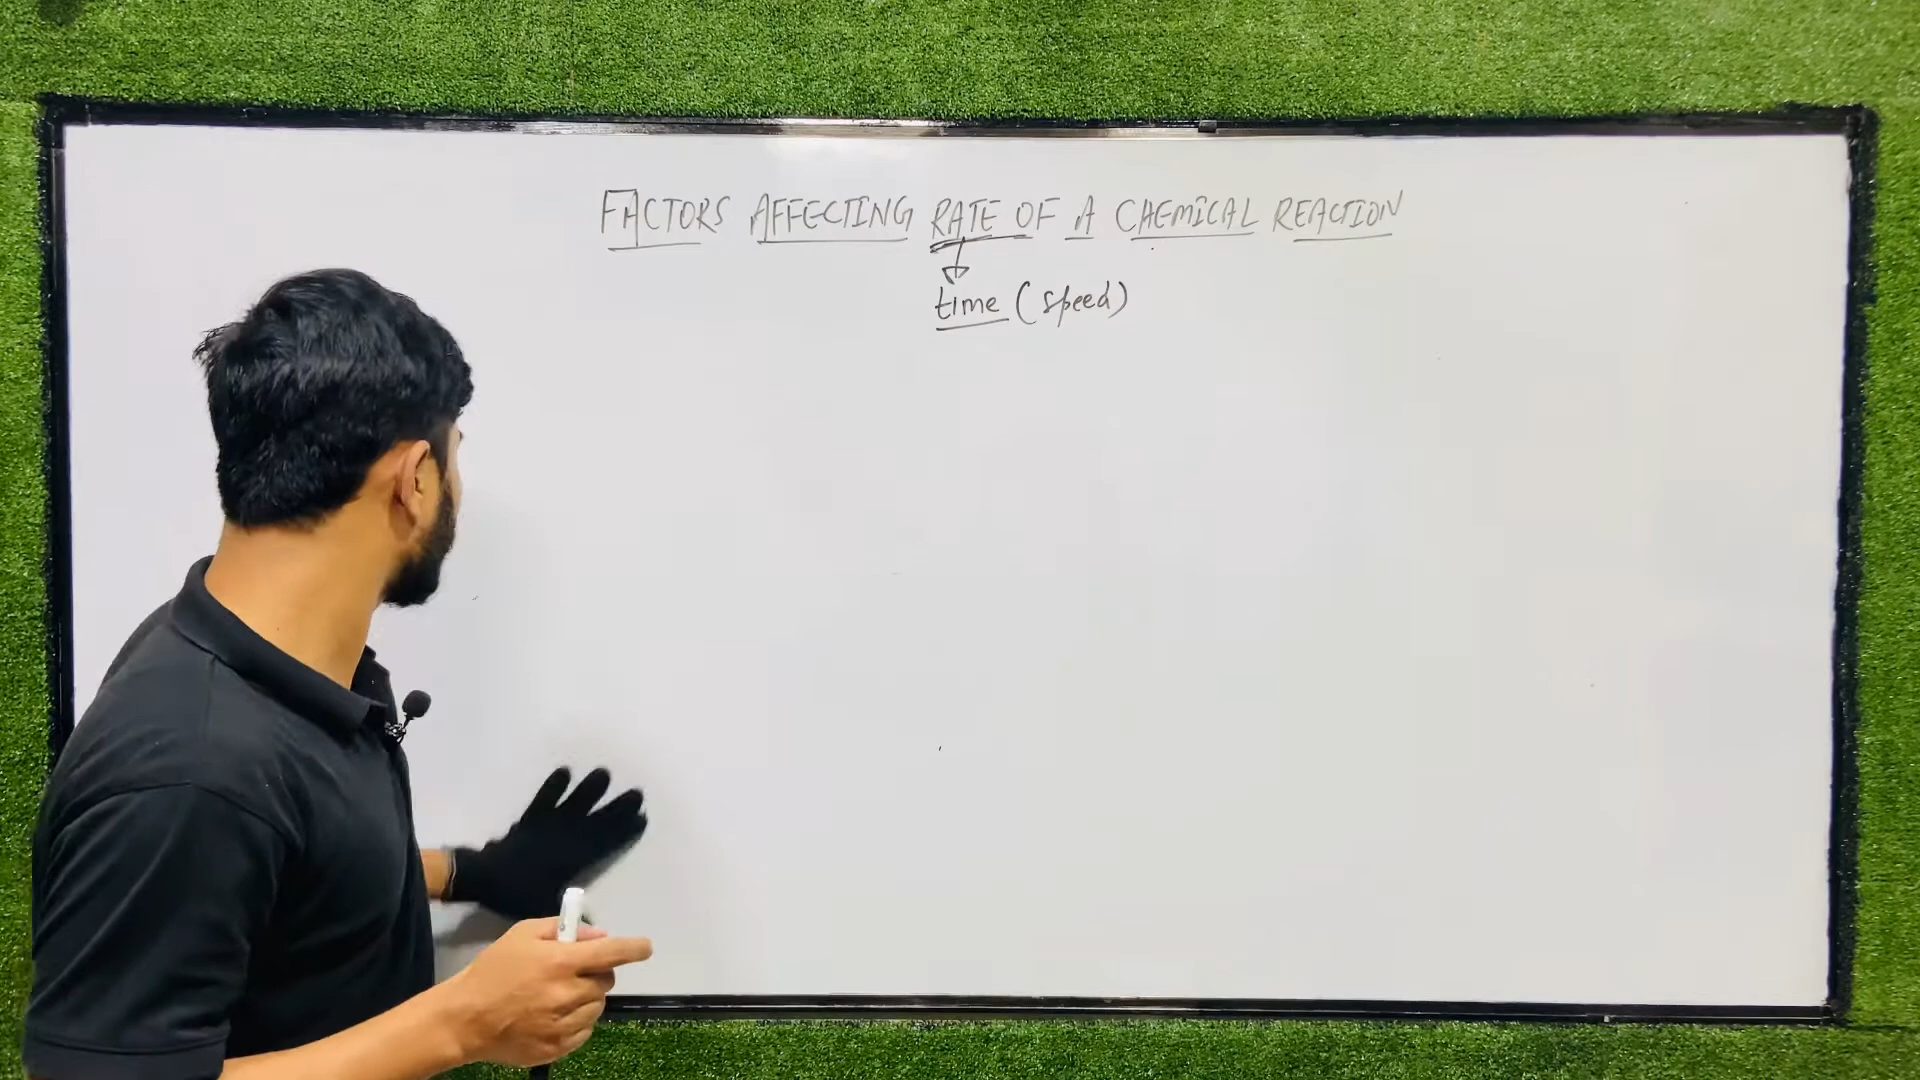 FACTORS AFFECTING RATE OF A CHEMICAL REACTION
time (speed)